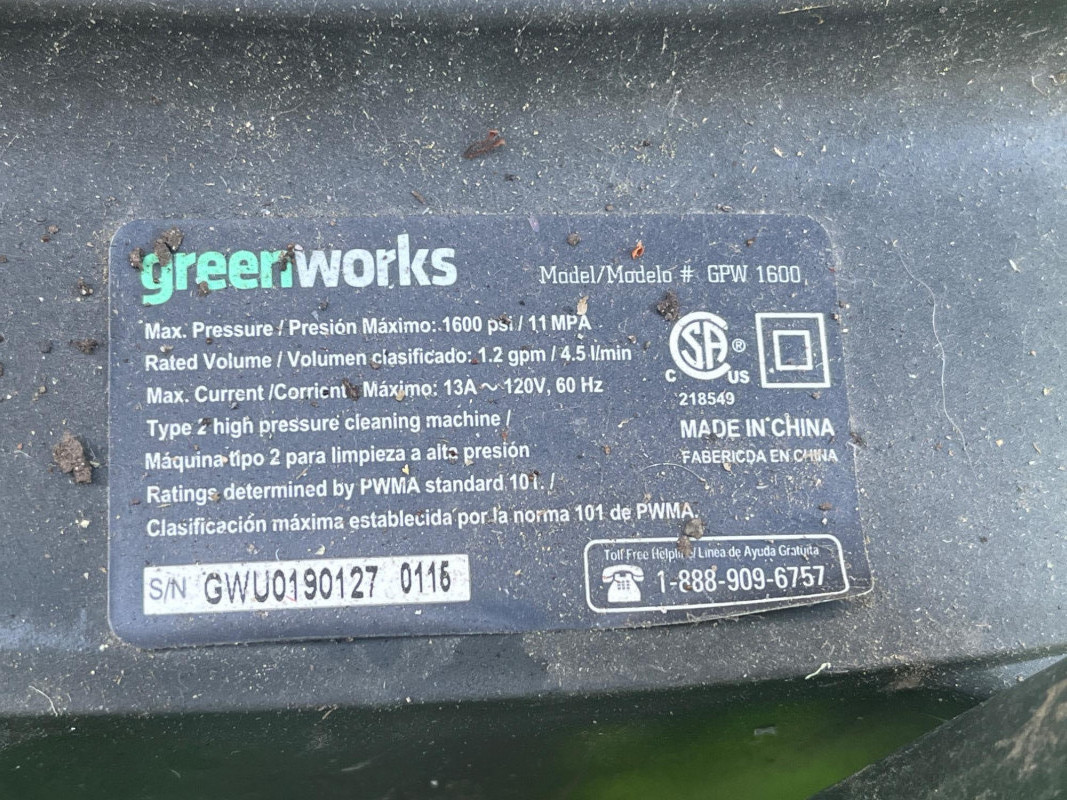 greenworks
Model/Modelo # GPW 1600
Max. Pressure / Presión Máximo: 1600 psi / 11 MPA
Rated Volume / Volumen clasificado: 1.2 gpm / 4.5 l/min
Max. Current /Corriente Máximo: 13A ~ 120V, 60 Hz
Type 2 high pressure cleaning machine /
Máquina tipo 2 para limpieza a alta presión
Ratings determined by PWMA standard 101. /
Clasificación máxima establecida por la norma 101 de PWMA.
C SA ® US
218549
MADE IN CHINA
FABERICDA EN CHINA
S/N GWU0190127 0116
Toll Free Helpline/ Linea de Ayuda Gratuita
1-888-909-6757